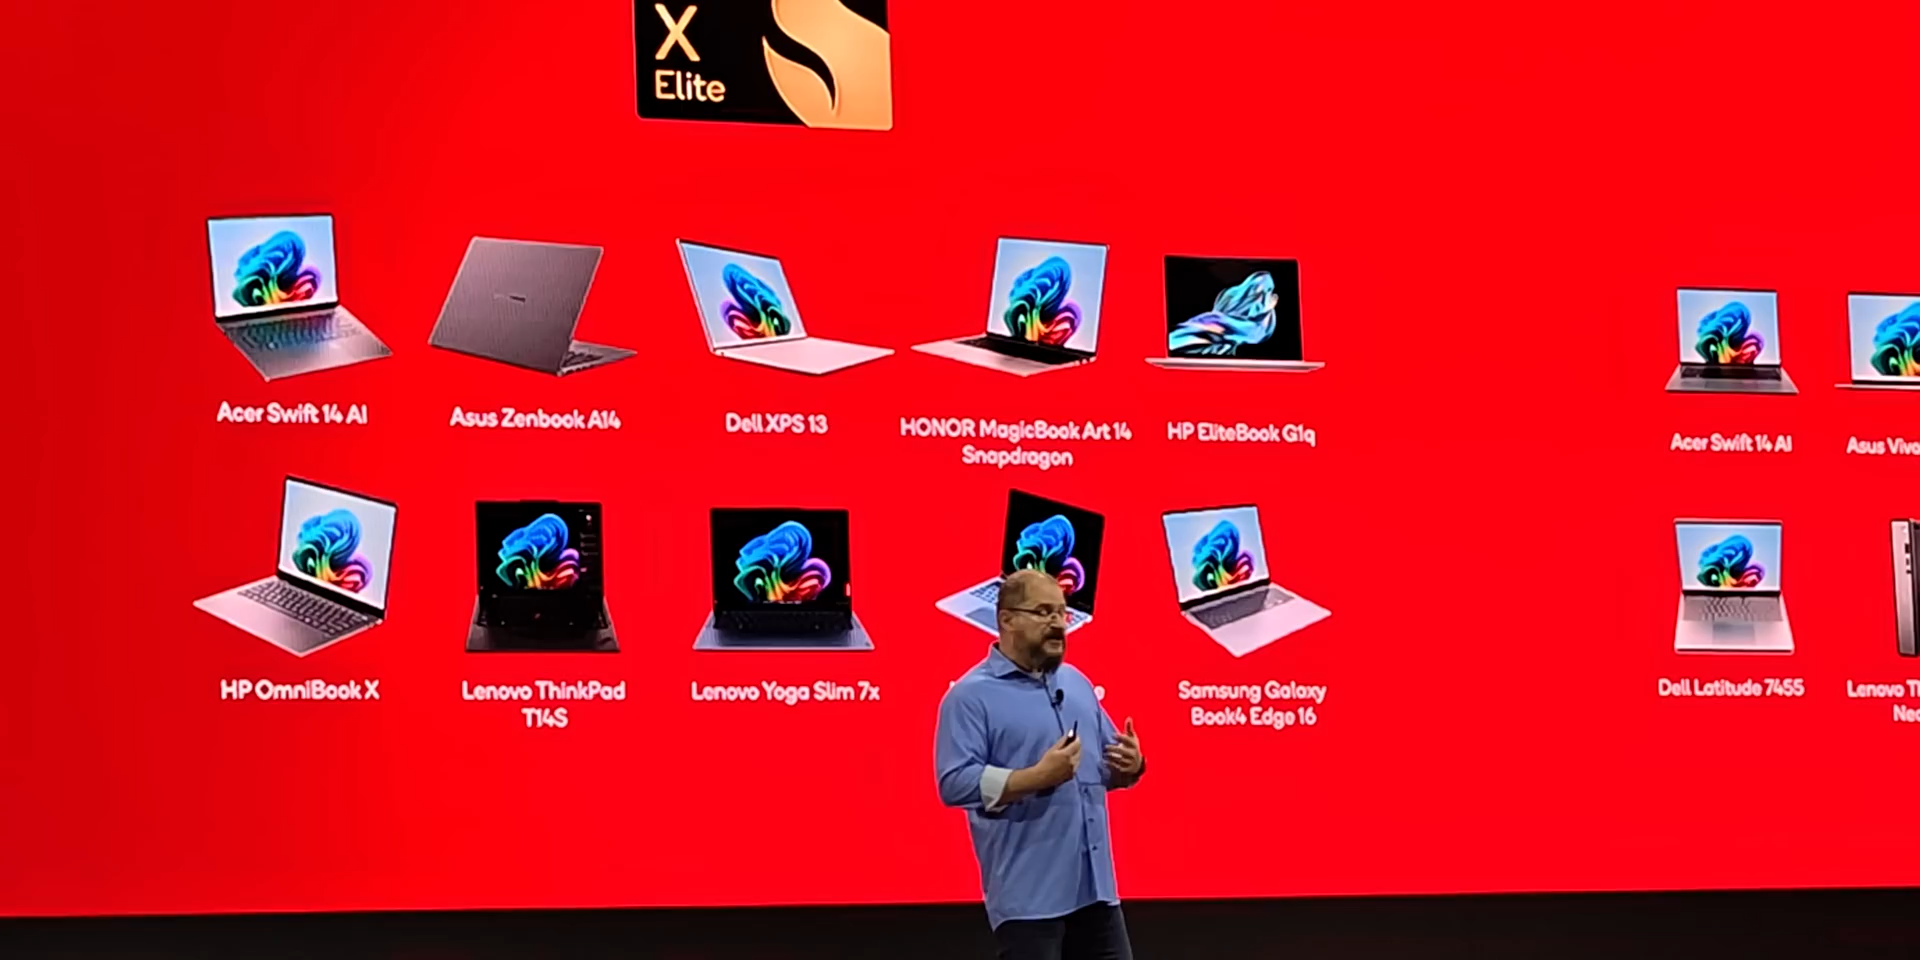 X
Elite
Acer Swift 14 AI
Asus Zenbook A14
Dell XPS 13
HONOR MagicBook Art 14
Snapdragon
HP EliteBook G1q
HP OmniBook X
Lenovo ThinkPad
T14S
Lenovo Yoga Slim 7x
Samsung Galaxy
Book4 Edge 16
Acer Swift 14 AI
Asus
Dell Latitude 7455
Lenovo